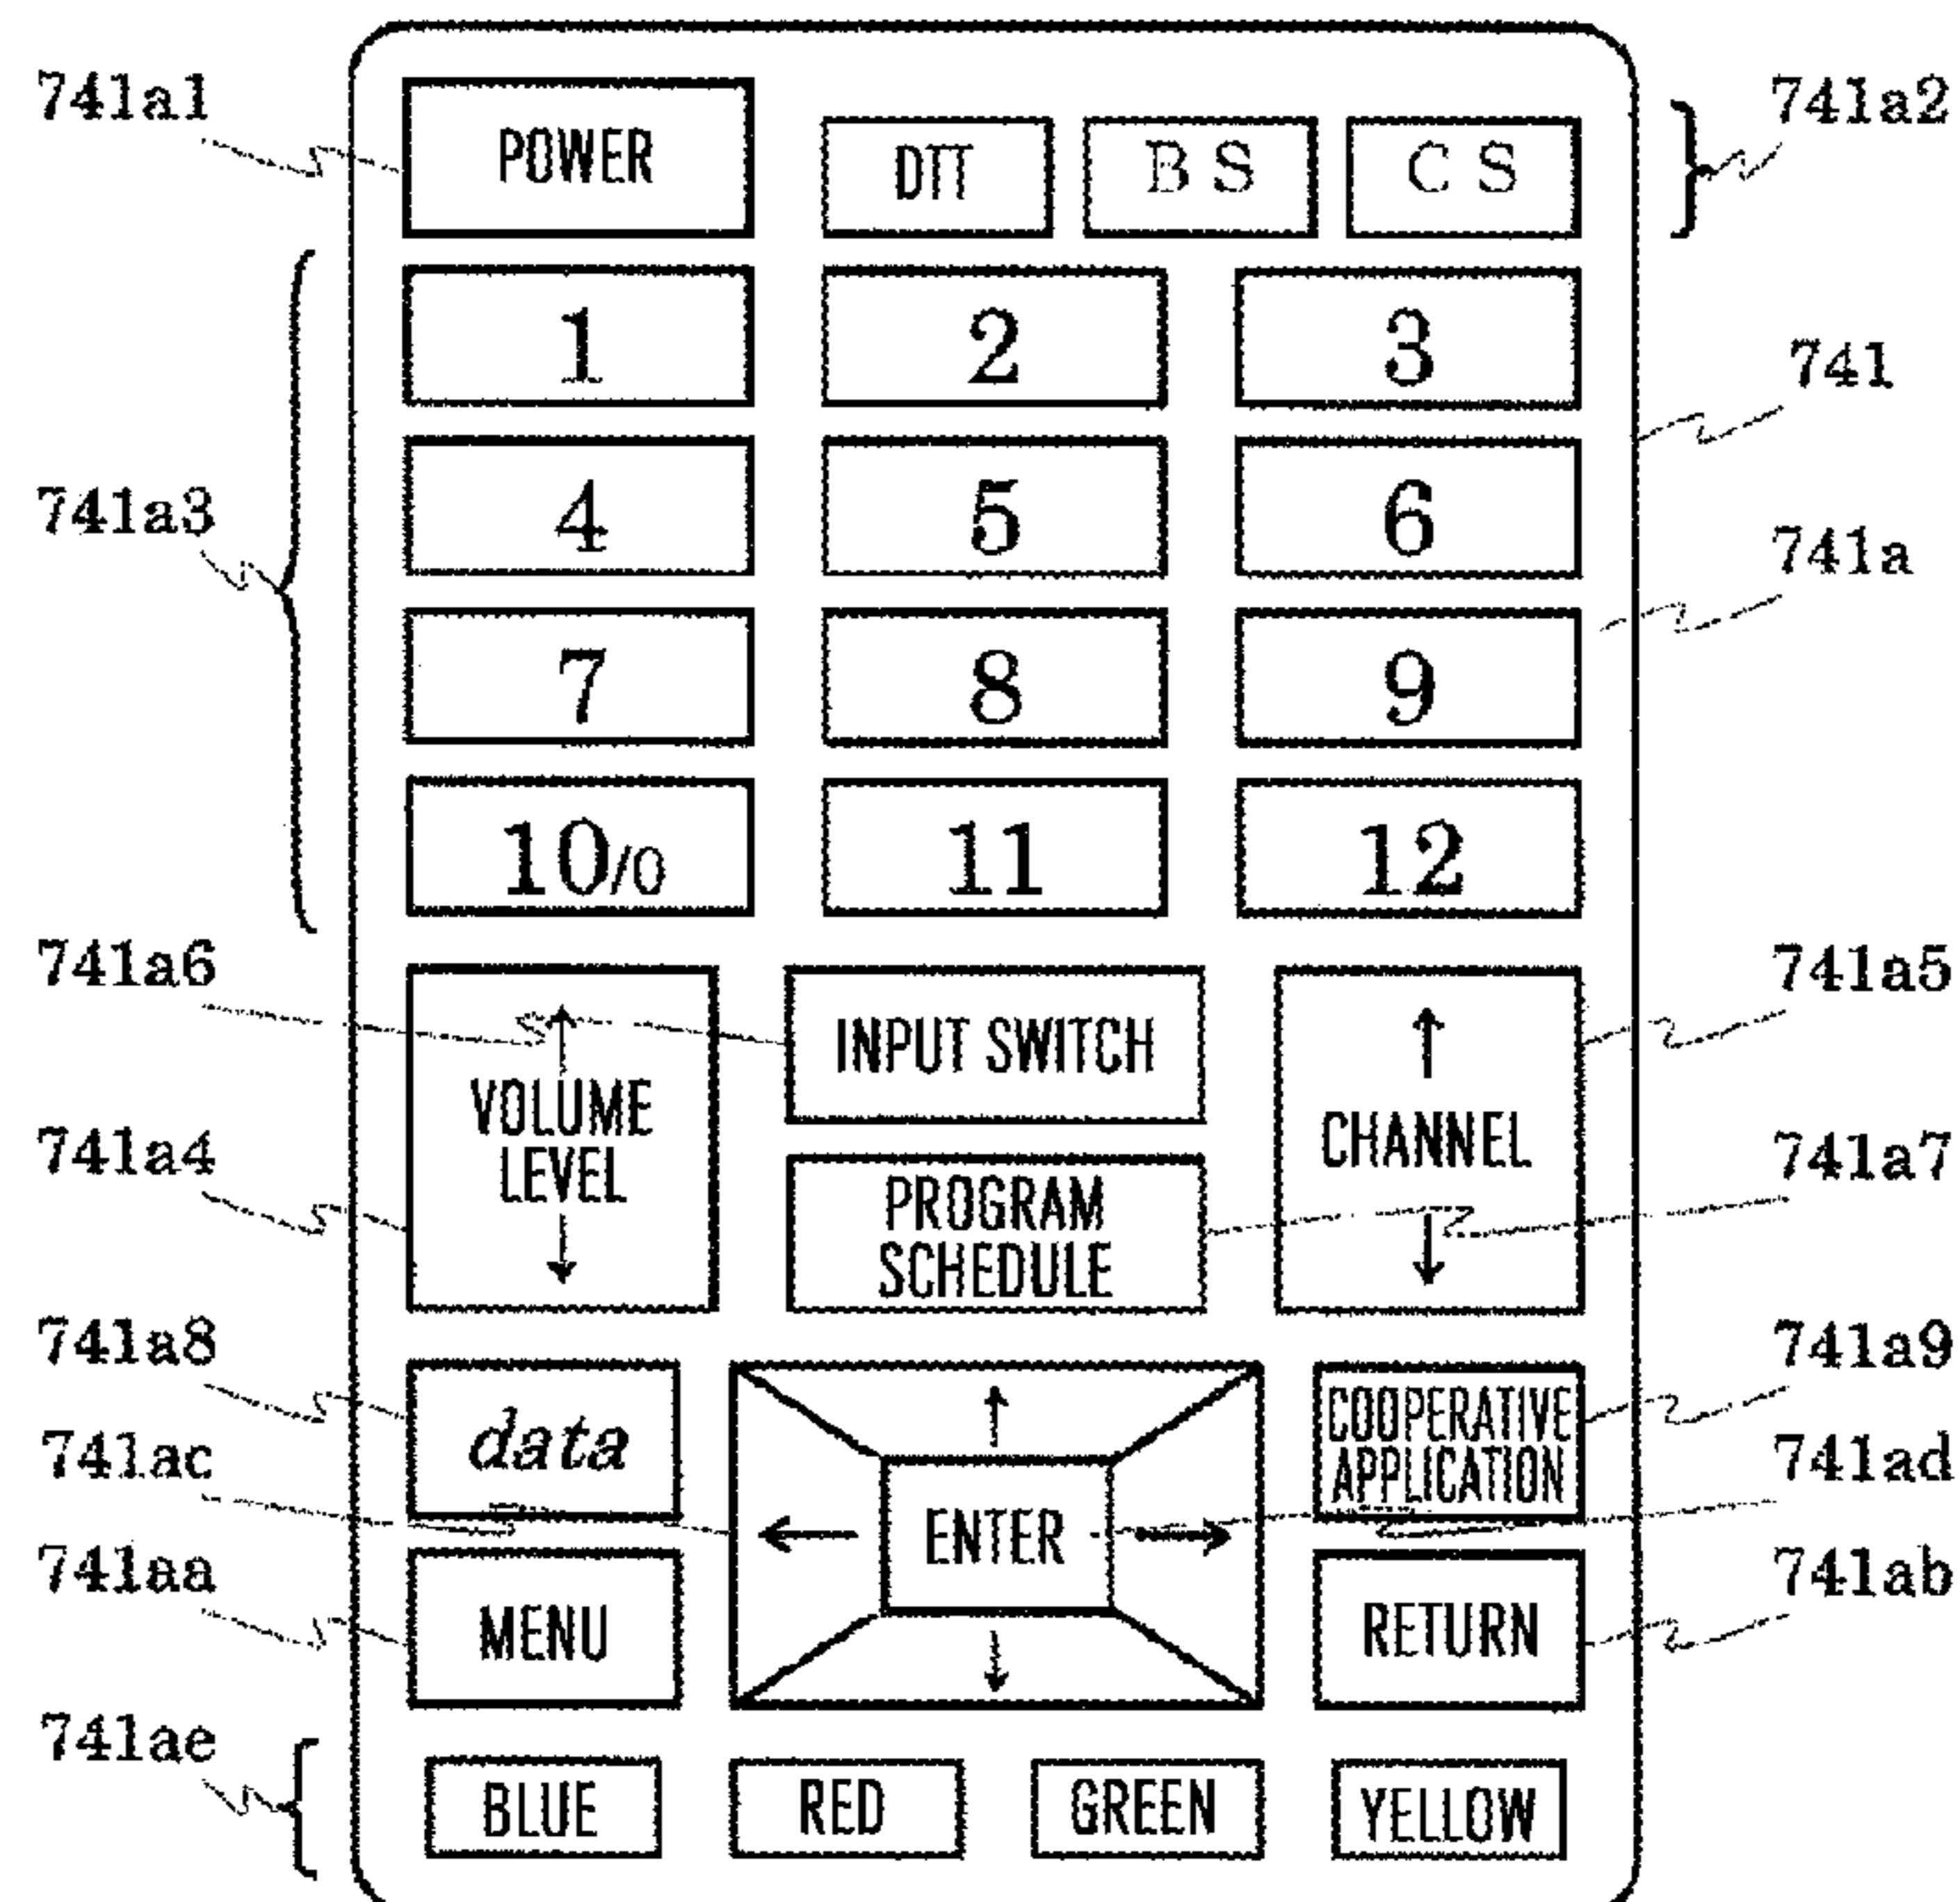 741a1
POWER
DTT
BS
CS
741a2
1
2
3
741
741a3
4
5
6
741a
7
8
9
10/0
11
12
741a6
741a4
VOLUME
LEVEL
INPUT SWITCH
PROGRAM
SCHEDULE
CHANNEL
741a5
741a7
741a8
741ac
741aa
data
MENU
ENTER
COOPERATIVE
APPLICATION
RETURN
741a9
741ad
741ab
741ae
BLUE
RED
GREEN
YELLOW